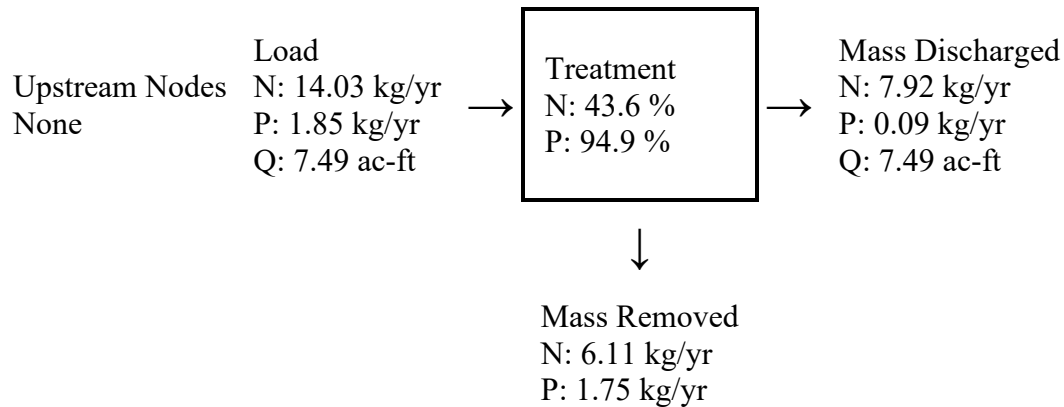 Upstream Nodes
None
Load
N: 14.03 kg/yr
P: 1.85 kg/yr
Q: 7.49 ac-ft
→
Treatment
N: 43.6 %
P: 94.9 %
→
Mass Discharged
N: 7.92 kg/yr
P: 0.09 kg/yr
Q: 7.49 ac-ft
↓
Mass Removed
N: 6.11 kg/yr
P: 1.75 kg/yr